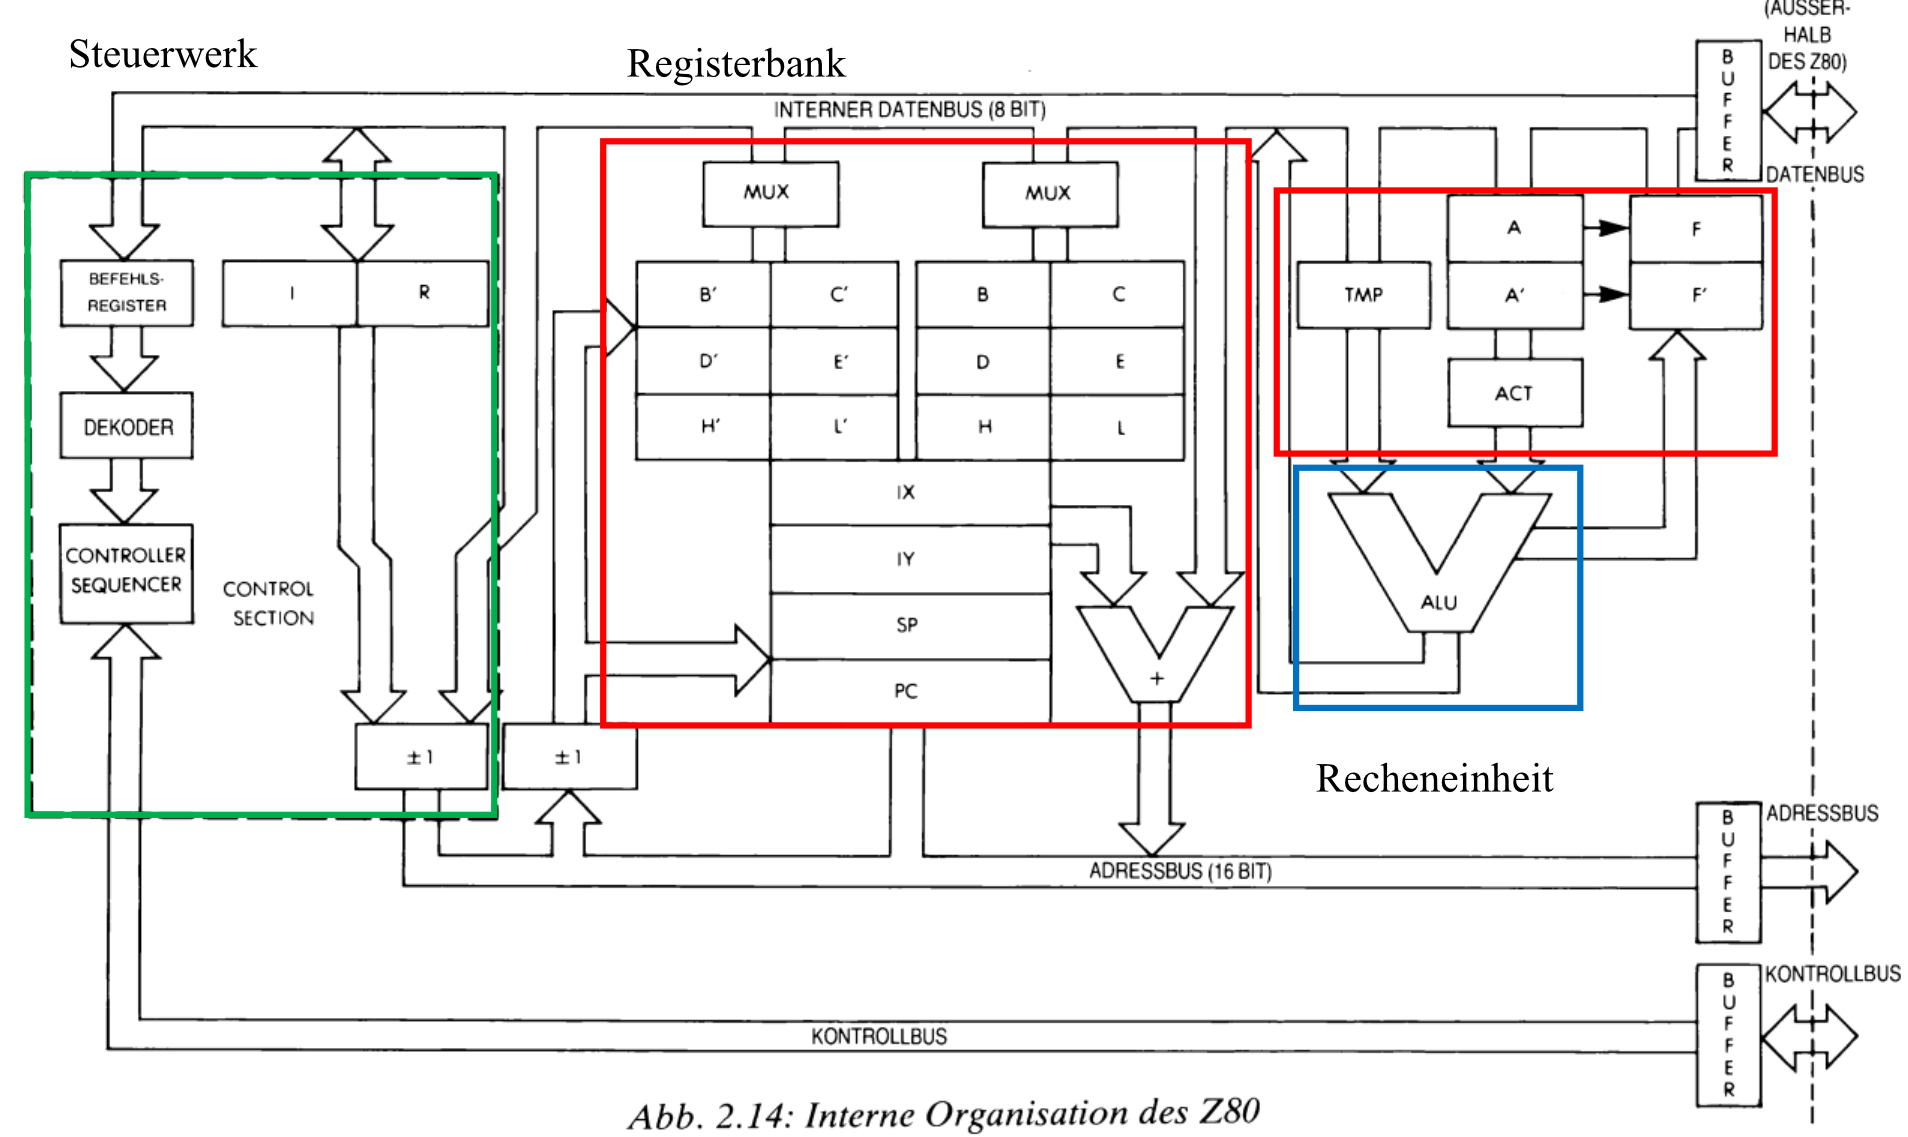 (AUSSER-
HALB
DES Z80)
Steuerwerk
Registerbank
INTERNER DATENBUS (8 BIT)
BUFFER
DATENBUS
MUX
MUX
BEFEHLS-
REGISTER
I
R
B′
C′
B
C
D′
E′
D
E
H′
L′
H
L
IX
IY
SP
PC
+
TMP
A
F
A′
F′
ACT
ALU
DEKODER
CONTROLLER
SEQUENCER
CONTROL
SECTION
±1
±1
Recheneinheit
BUFFER
ADRESSBUS
ADRESSBUS (16 BIT)
BUFFER
KONTROLLBUS
KONTROLLBUS
Abb. 2.14: Interne Organisation des Z80